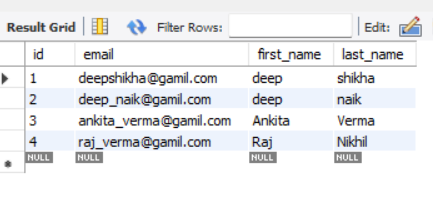 Result Grid Filter Rows: Edit:
id email first_name last_name
1 deepshikha@gamil.com deep shikha
2 deep_naik@gamil.com deep naik
3 ankita_verma@gamil.com Ankita Verma
4 raj_verma@gamil.com Raj Nikhil
NULL NULL NULL NULL